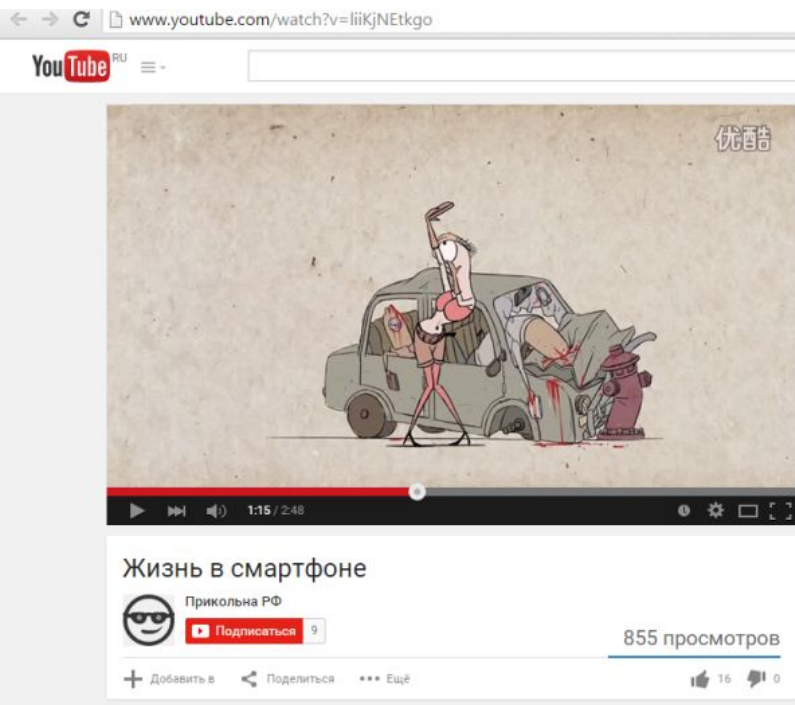 www.youtube.com/watch?v=liiKjNEtkgo
YouTube RU
优酷
1:15 / 2:48
Жизнь в смартфоне
Прикольна РФ
Подписаться 9
855 просмотров
Добавить в Поделиться Ещё 16 0